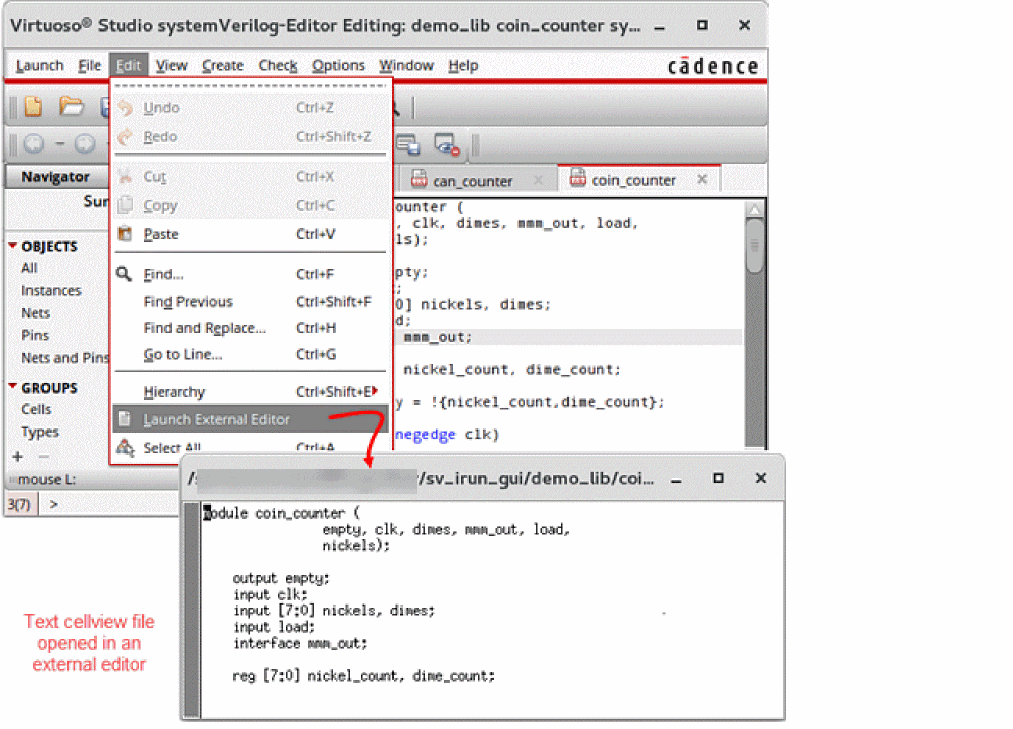 Virtuoso® Studio systemVerilog-Editor Editing: demo_lib coin_counter sy...
Launch File Edit View Create Check Options Window Help
cādence
Undo Ctrl+Z
Redo Ctrl+Shift+Z
Cut Ctrl+X
Copy Ctrl+C
Paste Ctrl+V
Find... Ctrl+F
Find Previous Ctrl+Shift+F
Find and Replace... Ctrl+H
Go to Line... Ctrl+G
Hierarchy Ctrl+Shift+E
Launch External Editor
Select All Ctrl+A
Navigator
Sur
OBJECTS
All
Instances
Nets
Pins
Nets and Pins
GROUPS
Cells
Types
mouse L:
3(7) >
can_counter
coin_counter
ounter (
, clk, dimes, mmm_out, load,
ls);
pty;
;
0] nickels, dimes;
d;
mmm_out;
nickel_count, dime_count;
y = !{nickel_count,dime_count};
negedge clk)
/sv_irun_gui/demo_lib/coi...
module coin_counter (
empty, clk, dimes, mmm_out, load,
nickels);
output empty;
input clk;
input [7:0] nickels, dimes;
input load;
interface mmm_out;
reg [7:0] nickel_count, dime_count;
Text cellview file
opened in an
external editor